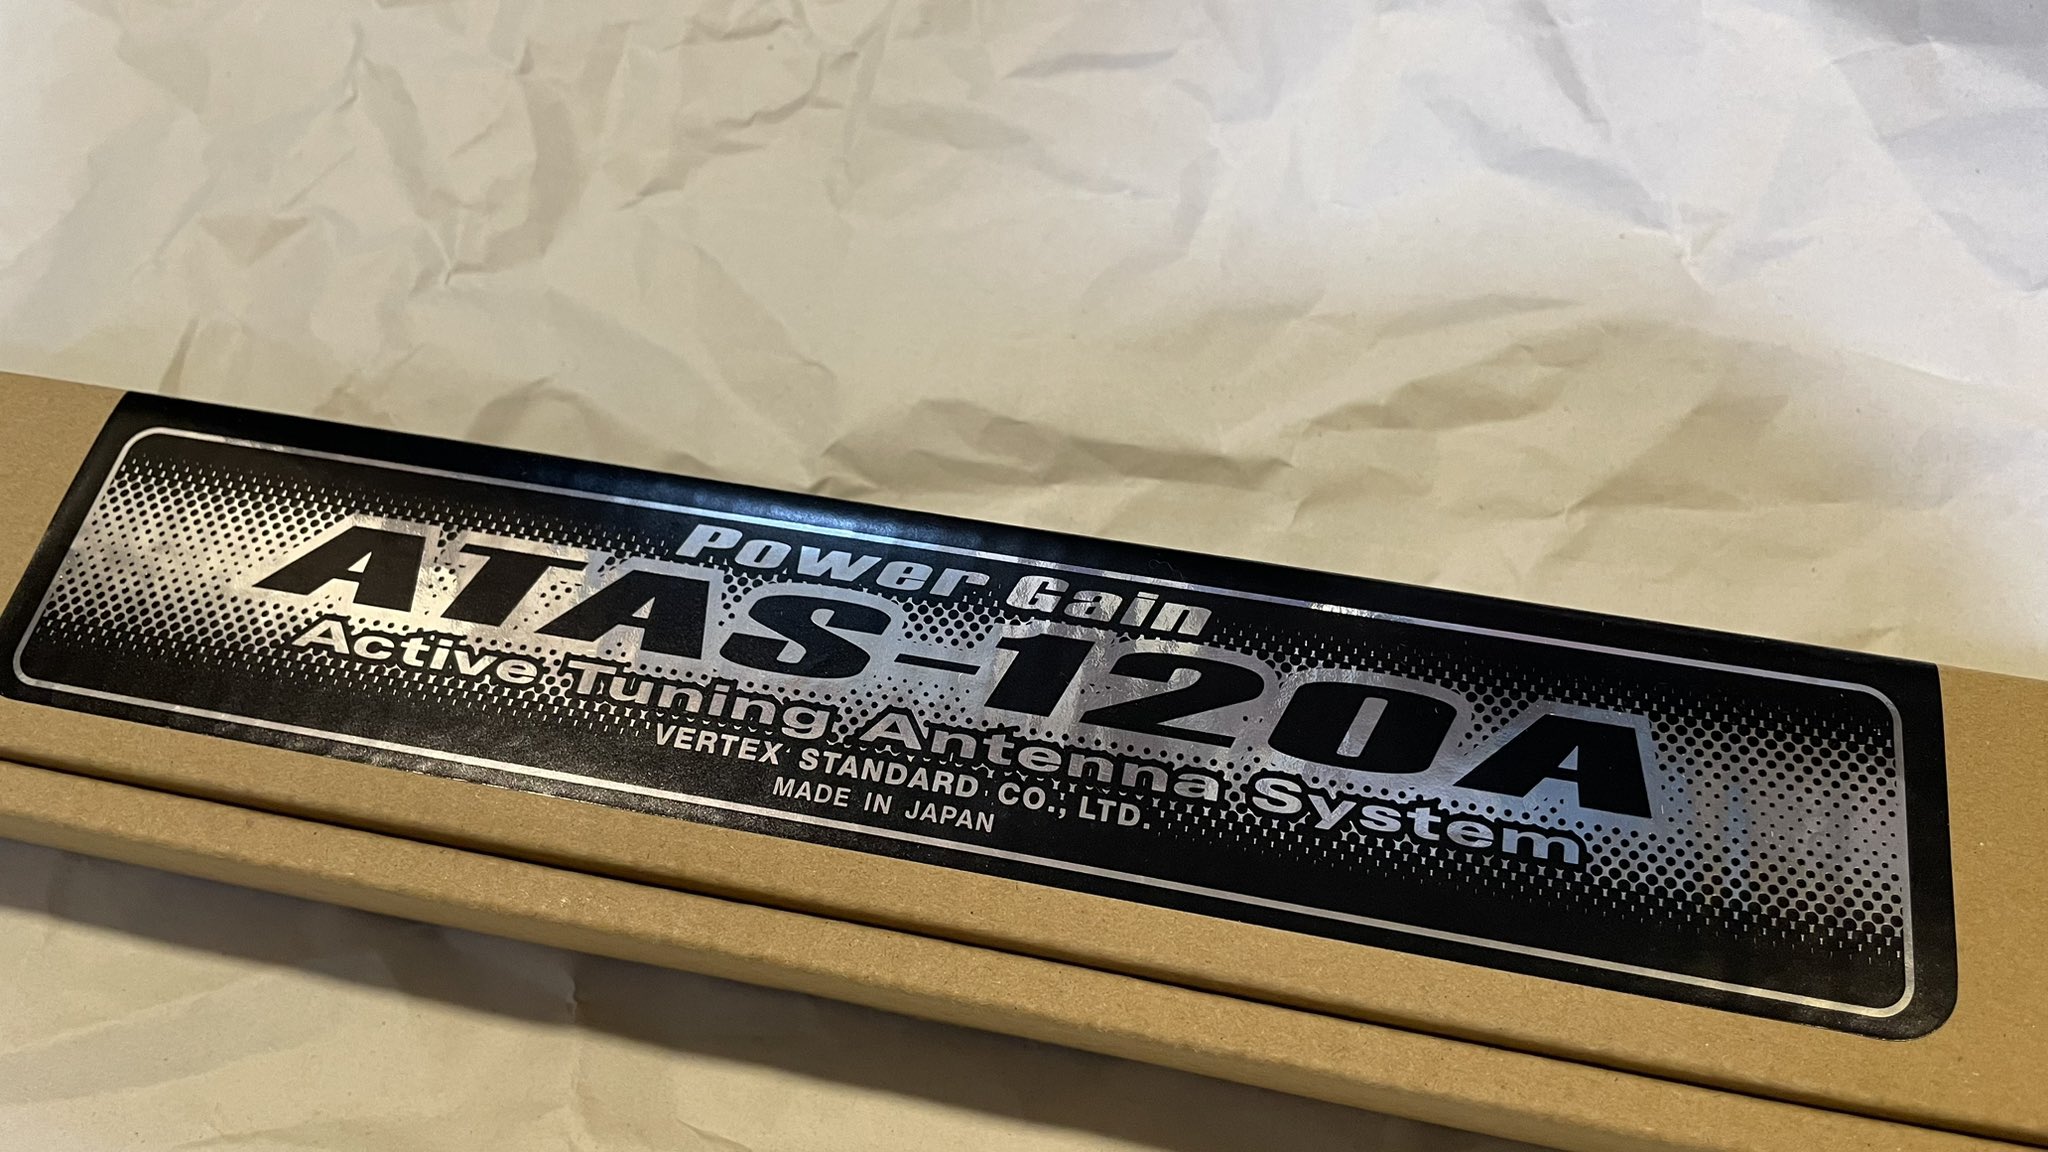 Power Gain
ATAS-120A
Active Tuning Antenna System
VERTEX STANDARD CO., LTD.
MADE IN JAPAN